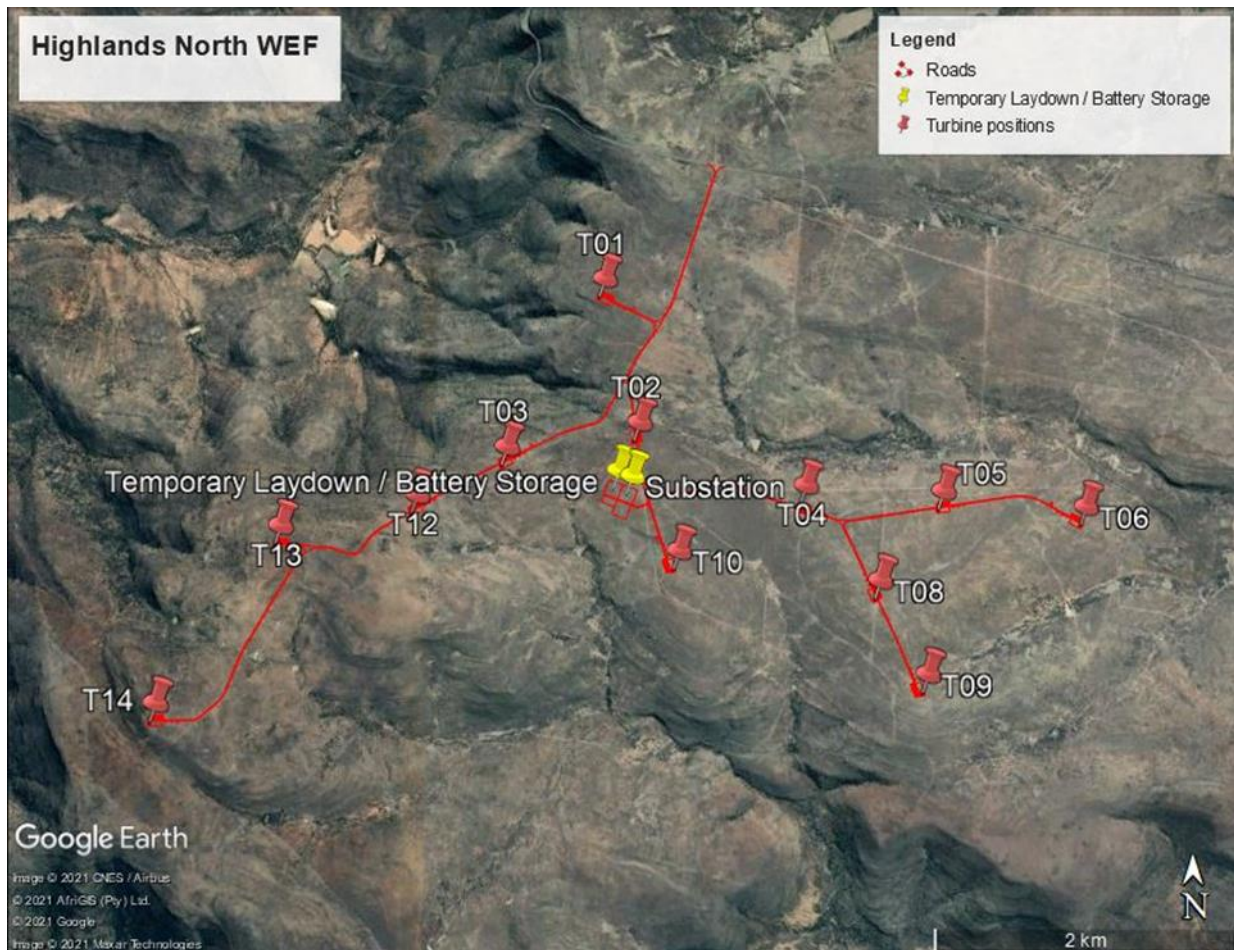 Highlands North WEF
Legend
Roads
Temporary Laydown / Battery Storage
Turbine positions
T01
T02
T03
Temporary Laydown / Battery Storage
Substation
T04
T05
T06
T12
T13
T10
T08
T09
T14
Google Earth
Image © 2021 CNES / Airbus
© 2021 AfriGIS (Pty) Ltd.
© 2021 Google
Image © 2021 Maxar Technologies
N
2 km